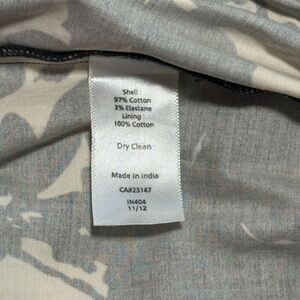 Shell :
97% Cotton
3% Elastane
Lining :
100% Cotton
Dry Clean
Made in India
CA#23147
IN404
11/12